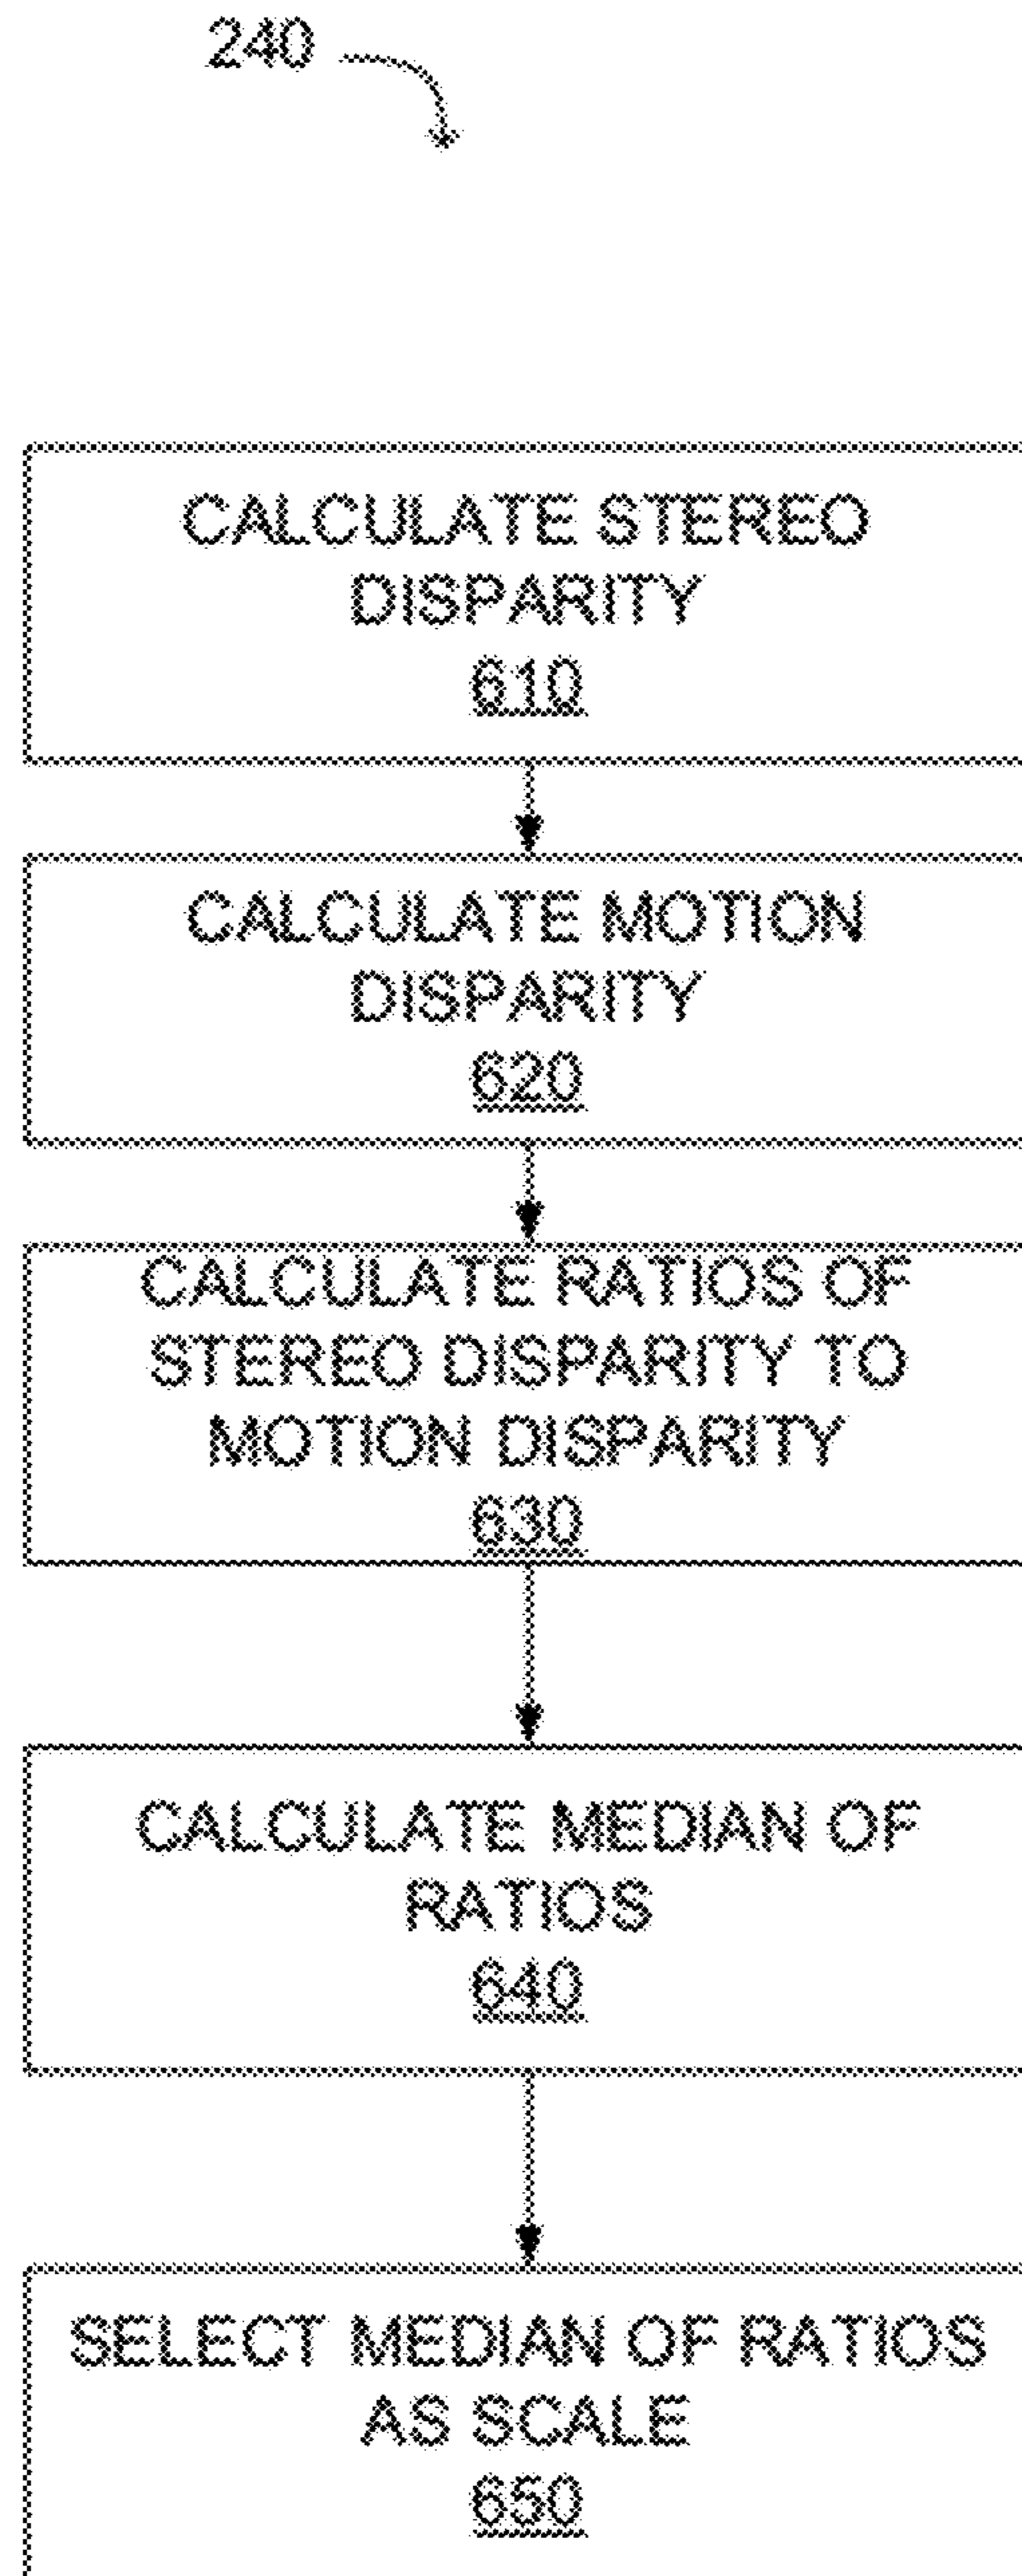 240
CALCULATE STEREO
DISPARITY
610
CALCULATE MOTION
DISPARITY
620
CALCULATE RATIOS OF
STEREO DISPARITY TO
MOTION DISPARITY
630
CALCULATE MEDIAN OF
RATIOS
640
SELECT MEDIAN OF RATIOS
AS SCALE
650